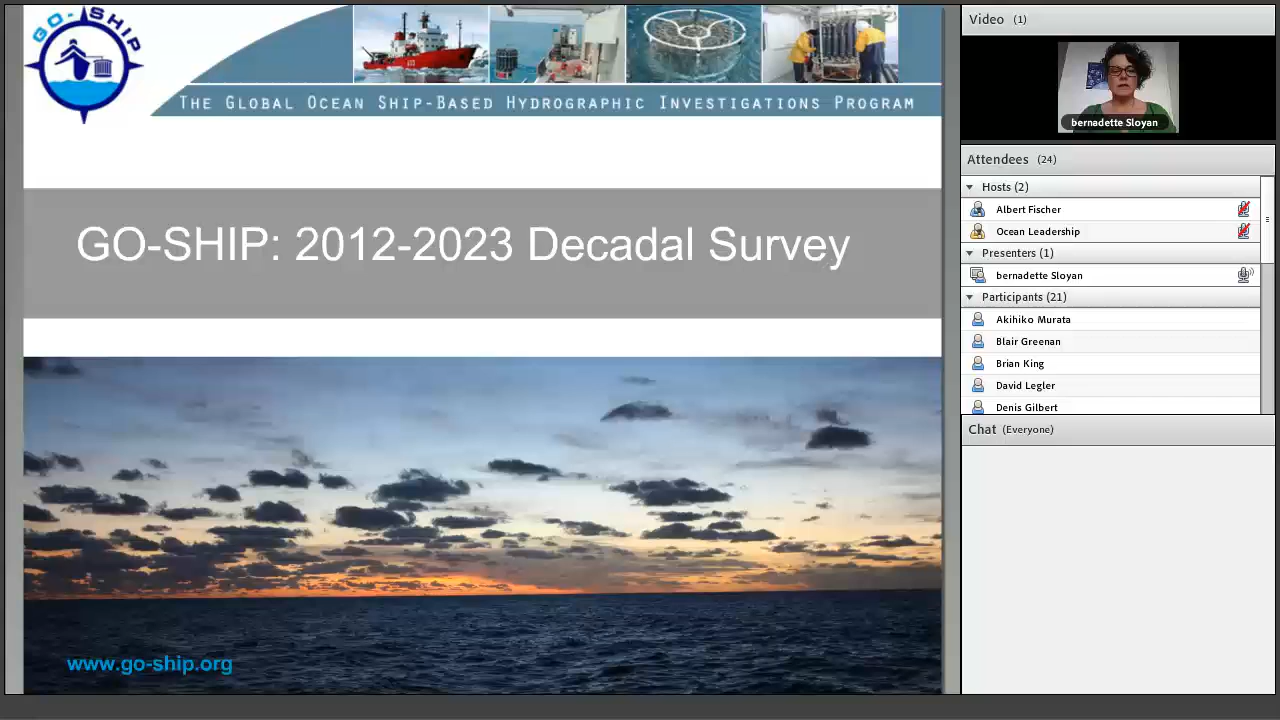 GO-SHIP
THE GLOBAL OCEAN SHIP-BASED HYDROGRAPHIC INVESTIGATIONS PROGRAM
GO-SHIP: 2012-2023 Decadal Survey
www.go-ship.org
Video (1)
bernadette Sloyan
Attendees (24)
Hosts (2)
Albert Fischer
Ocean Leadership
Presenters (1)
bernadette Sloyan
Participants (21)
Akihiko Murata
Blair Greenan
Brian King
David Legler
Denis Gilbert
Chat (Everyone)